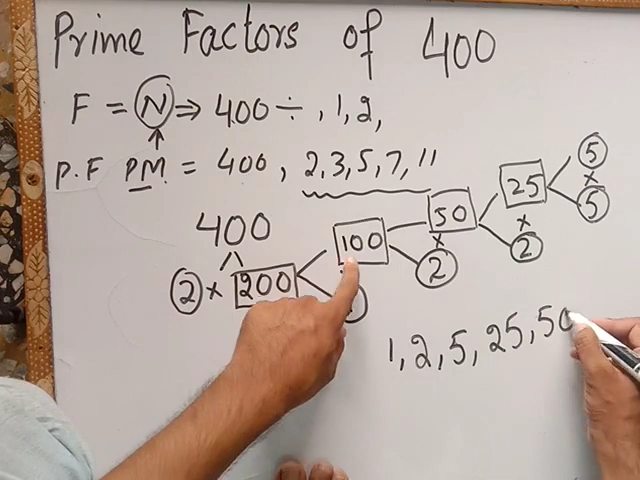 Prime Factors of 400
F = N ⇒ 400 ÷ , 1, 2,
P.F PM = 400 , 2, 3, 5, 7, 11
400
2 × 200
100
50 × 2
25 × 2
5 × 5
1, 2, 5, 25, 50